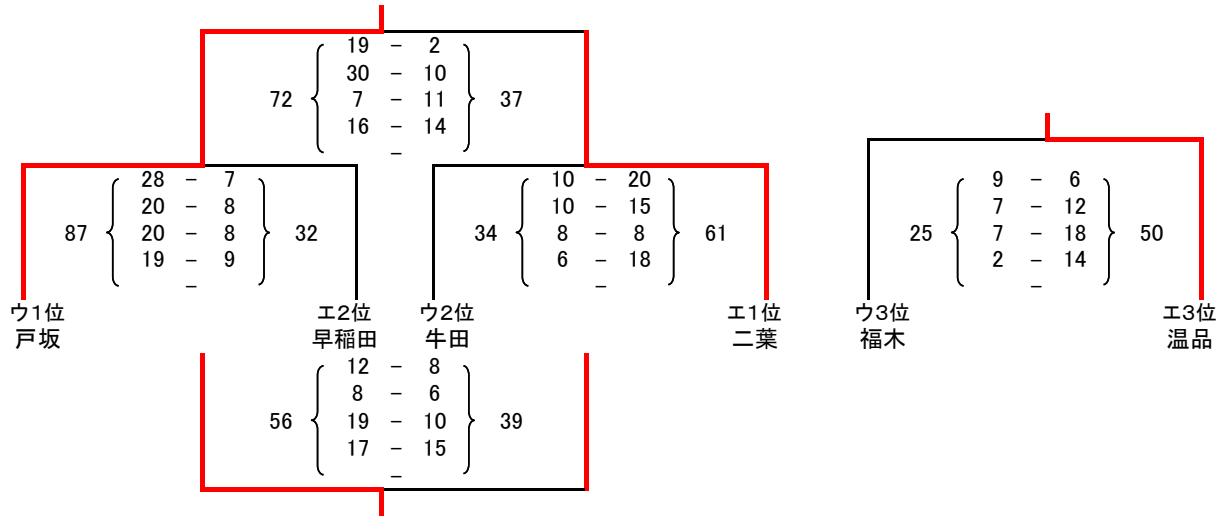 19 － 2
30 － 10
72 7 － 11 37
16 － 14
－
28 － 7
20 － 8
87 20 － 8 32
19 － 9
－
10 － 20
10 － 15
34 8 － 8 61
6 － 18
－
9 － 6
7 － 12
25 7 － 18 50
2 － 14
－
ウ1位 エ2位 ウ2位 エ1位 ウ3位 エ3位
戸坂 早稲田 牛田 二葉 福木 温品
12 － 8
8 － 6
56 19 － 10 39
17 － 15
－